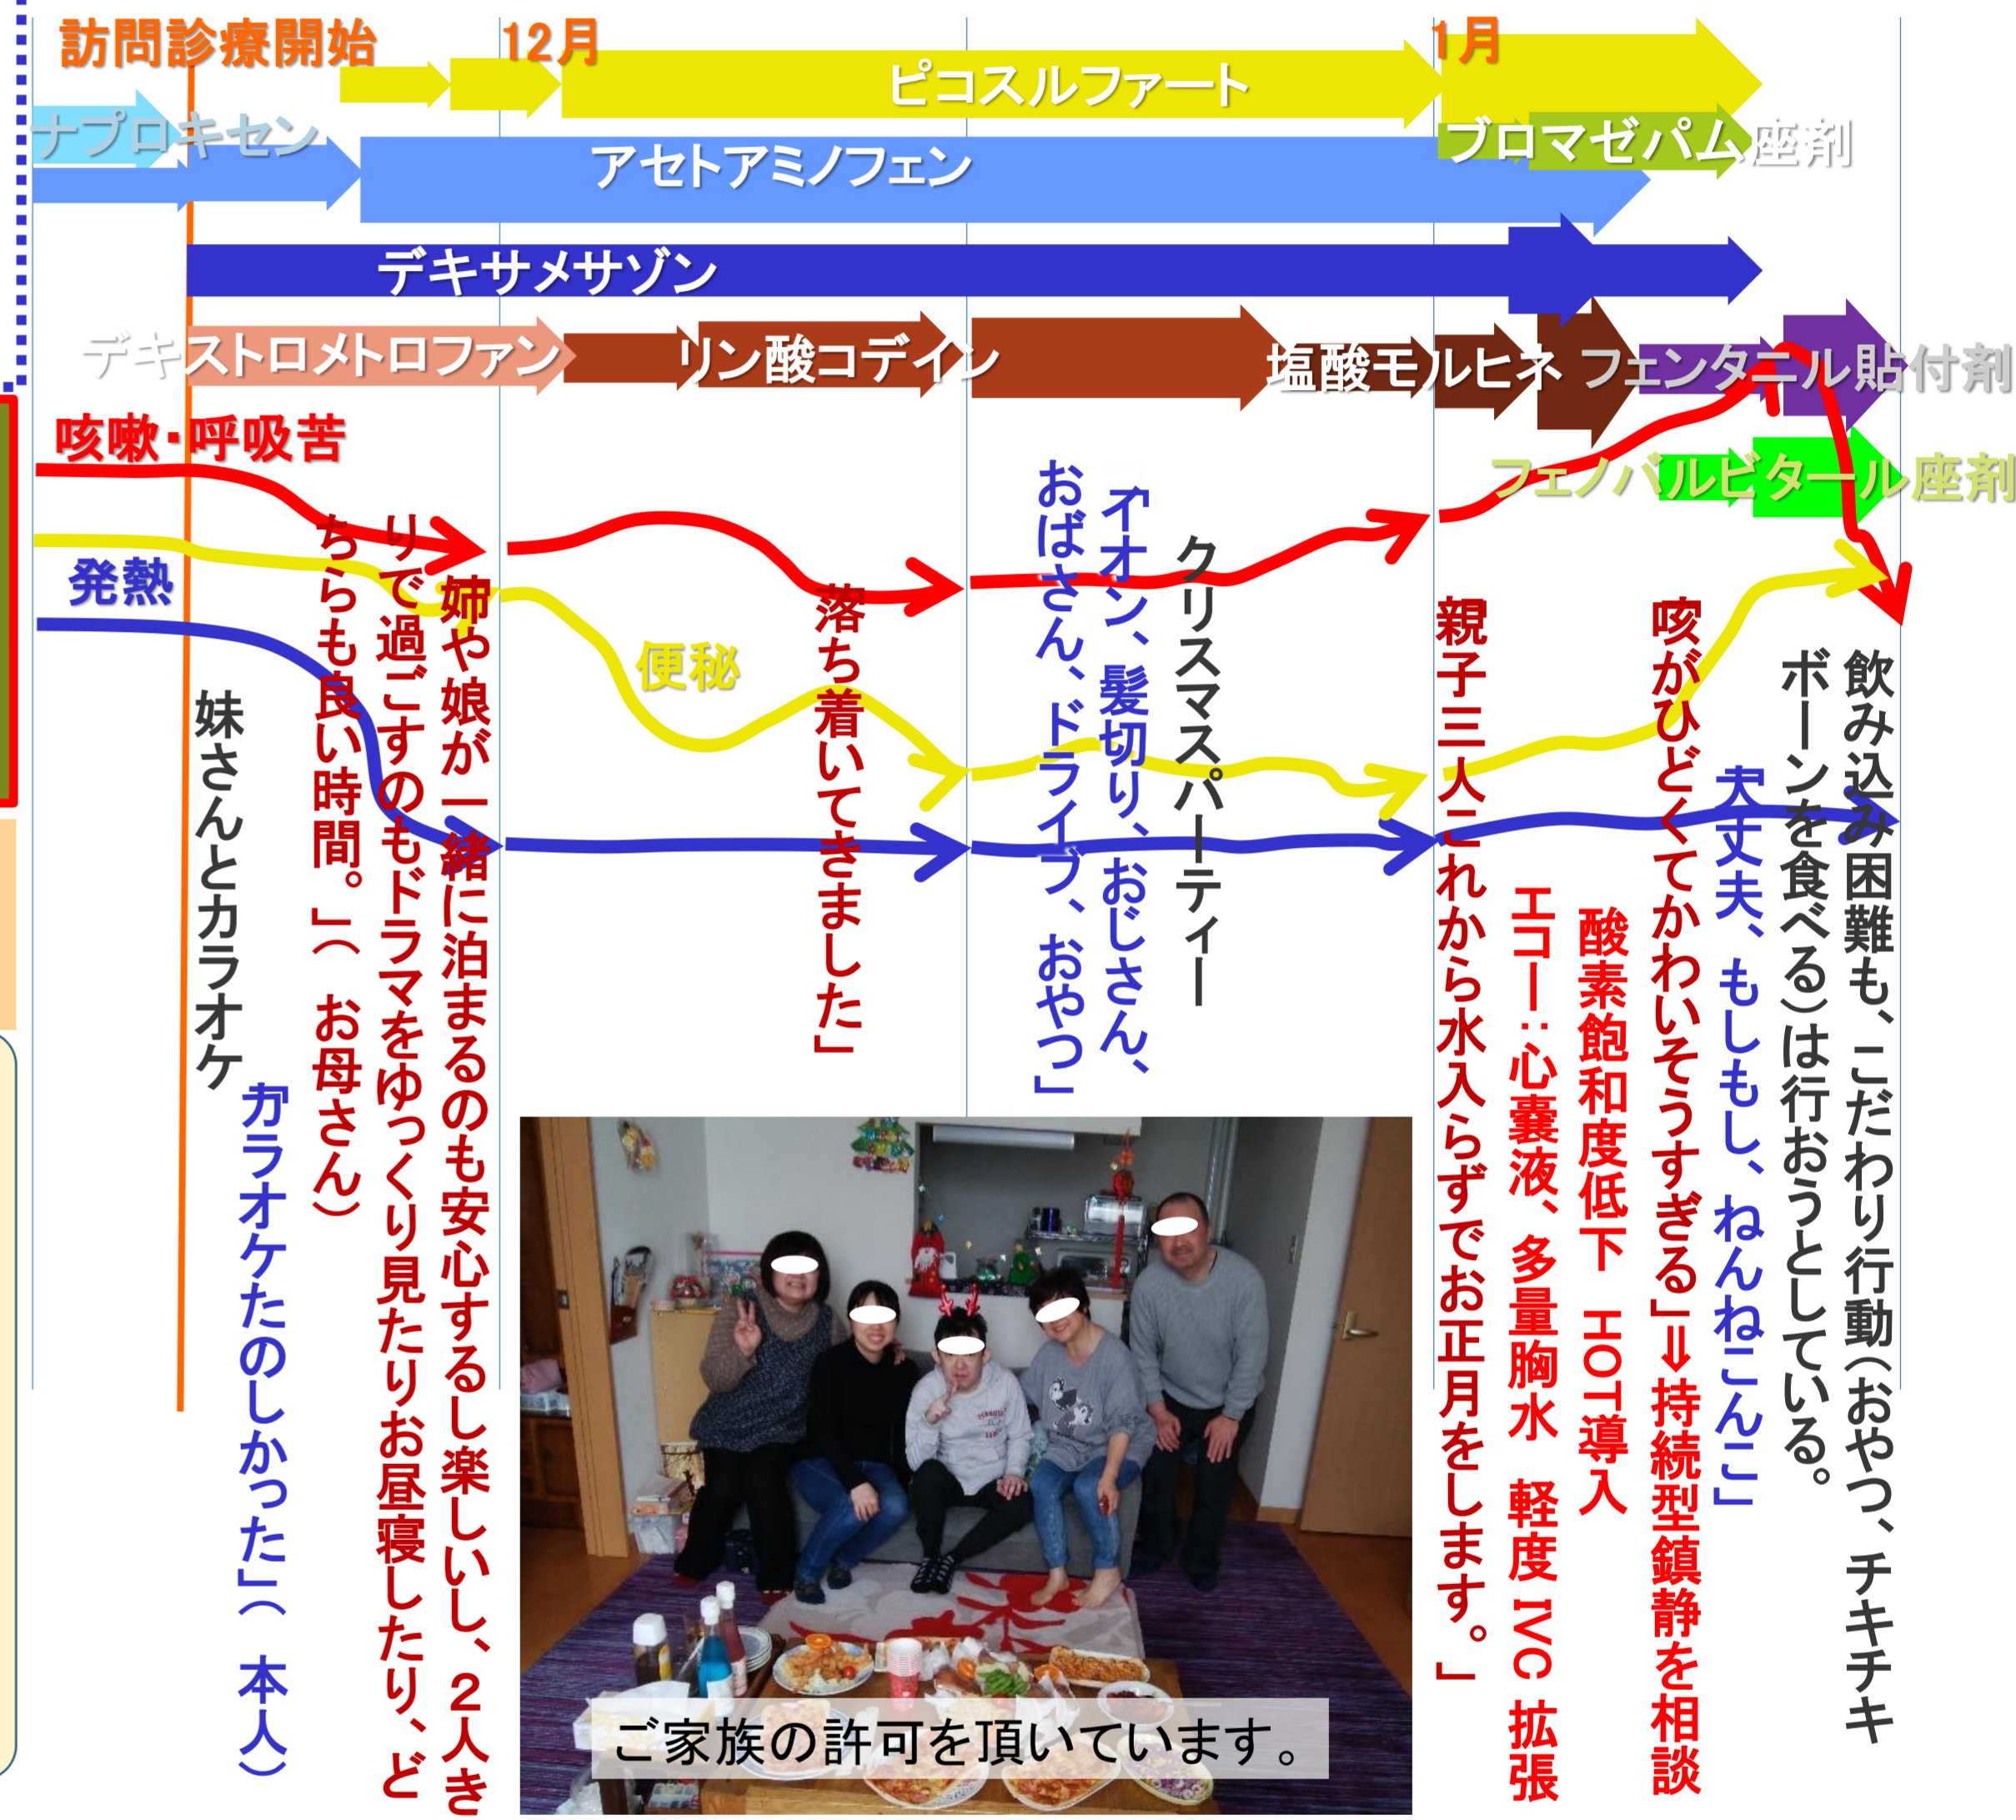 訪問診療開始
12月
1月
ピコスルファート
ナプロキセン
ブロマゼパム座剤
アセトアミノフェン
デキサメサゾン
デキストロメトロファン
リン酸コデイン
塩酸モルヒネ
フェンタニル貼付剤
咳嗽・呼吸苦
フェノバルビタール座剤
発熱
便秘
妹さんとカラオケ
「カラオケたのしかった」（本人）
「姉や娘が一緒に泊まるのも安心するし楽しいし、２人き
りで過ごすのもドラマをゆっくり見たりお昼寝したり、ど
ちらも良い時間。」（お母さん）
「落ち着いてきました」
「イオン、髪切り、おじさん、
おばさん、ドライブ、おやつ」
クリスマスパーティー
「親子三人これから水入らずでお正月をします。」
エコー：心嚢液、多量胸水 軽度IVC拡張
酸素飽和度低下 HOT導入
「咳がひどくてかわいそうすぎる」⇒持続型鎮静を相談
「大丈夫、もしもし、ねんねこんこ」
飲み込み困難も、こだわり行動（おやつ、チキチキ
ボーンを食べる）は行おうとしている。
ご家族の許可を頂いています。